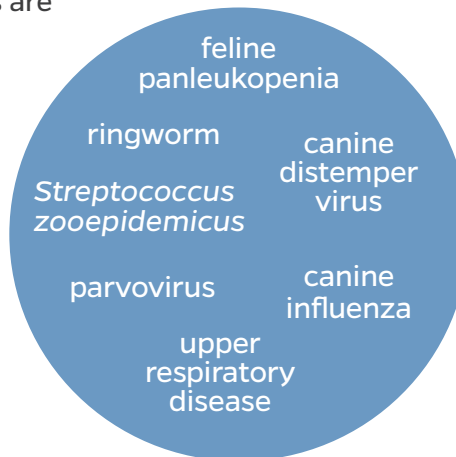 are
feline
panleukopenia
ringworm
canine
distemper
virus
Streptococcus
zooepidemicus
parvovirus
canine
influenza
upper
respiratory
disease